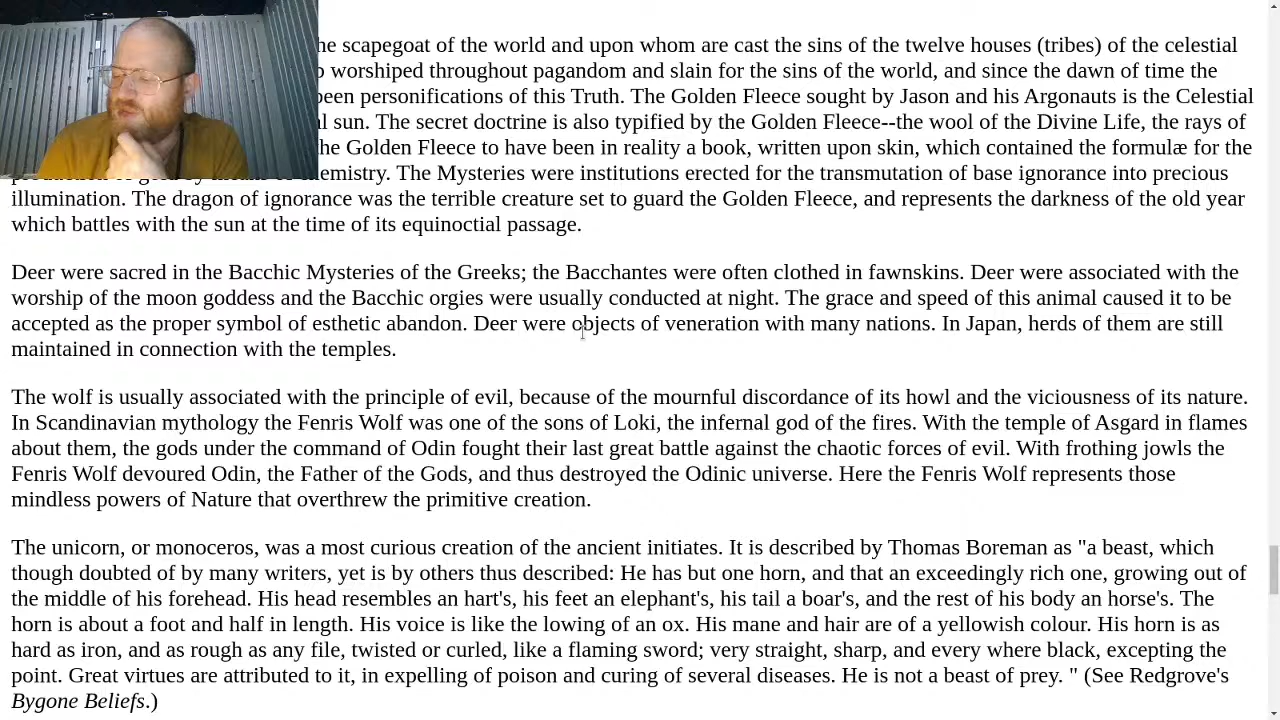 he scapegoat of the world and upon whom are cast the sins of the twelve houses (tribes) of the celestial
worshiped throughout pagandom and slain for the sins of the world, and since the dawn of time the
been personifications of this Truth. The Golden Fleece sought by Jason and his Argonauts is the Celestial
sun. The secret doctrine is also typified by the Golden Fleece--the wool of the Divine Life, the rays of
he Golden Fleece to have been in reality a book, written upon skin, which contained the formulæ for the
The Mysteries were institutions erected for the transmutation of base ignorance into precious
illumination. The dragon of ignorance was the terrible creature set to guard the Golden Fleece, and represents the darkness of the old year
which battles with the sun at the time of its equinoctial passage.
Deer were sacred in the Bacchic Mysteries of the Greeks; the Bacchantes were often clothed in fawnskins. Deer were associated with the
worship of the moon goddess and the Bacchic orgies were usually conducted at night. The grace and speed of this animal caused it to be
accepted as the proper symbol of esthetic abandon. Deer were objects of veneration with many nations. In Japan, herds of them are still
maintained in connection with the temples.
The wolf is usually associated with the principle of evil, because of the mournful discordance of its howl and the viciousness of its nature.
In Scandinavian mythology the Fenris Wolf was one of the sons of Loki, the infernal god of the fires. With the temple of Asgard in flames
about them, the gods under the command of Odin fought their last great battle against the chaotic forces of evil. With frothing jowls the
Fenris Wolf devoured Odin, the Father of the Gods, and thus destroyed the Odinic universe. Here the Fenris Wolf represents those
mindless powers of Nature that overthrew the primitive creation.
The unicorn, or monoceros, was a most curious creation of the ancient initiates. It is described by Thomas Boreman as "a beast, which
though doubted of by many writers, yet is by others thus described: He has but one horn, and that an exceedingly rich one, growing out of
the middle of his forehead. His head resembles an hart's, his feet an elephant's, his tail a boar's, and the rest of his body an horse's. The
horn is about a foot and half in length. His voice is like the lowing of an ox. His mane and hair are of a yellowish colour. His horn is as
hard as iron, and as rough as any file, twisted or curled, like a flaming sword; very straight, sharp, and every where black, excepting the
point. Great virtues are attributed to it, in expelling of poison and curing of several diseases. He is not a beast of prey. " (See Redgrove's
Bygone Beliefs.)